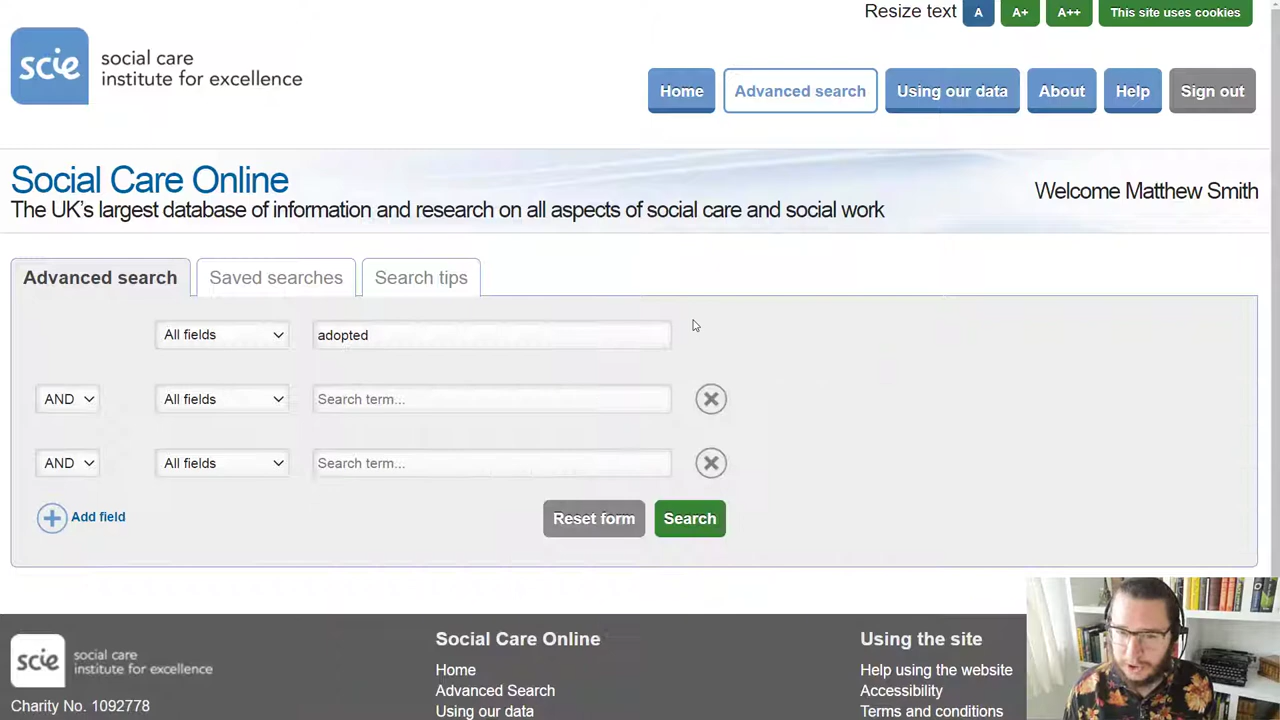 Resize text A A+ A++ This site uses cookies
scie social care
institute for excellence
Home Advanced search Using our data About Help Sign out
Social Care Online
The UK's largest database of information and research on all aspects of social care and social work
Welcome Matthew Smith
Advanced search Saved searches Search tips
All fields adopted
AND All fields Search term...
AND All fields Search term...
Add field Reset form Search
scie social care
institute for excellence
Charity No. 1092778
Social Care Online
Home
Advanced Search
Using our data
Using the site
Help using the website
Accessibility
Terms and conditions